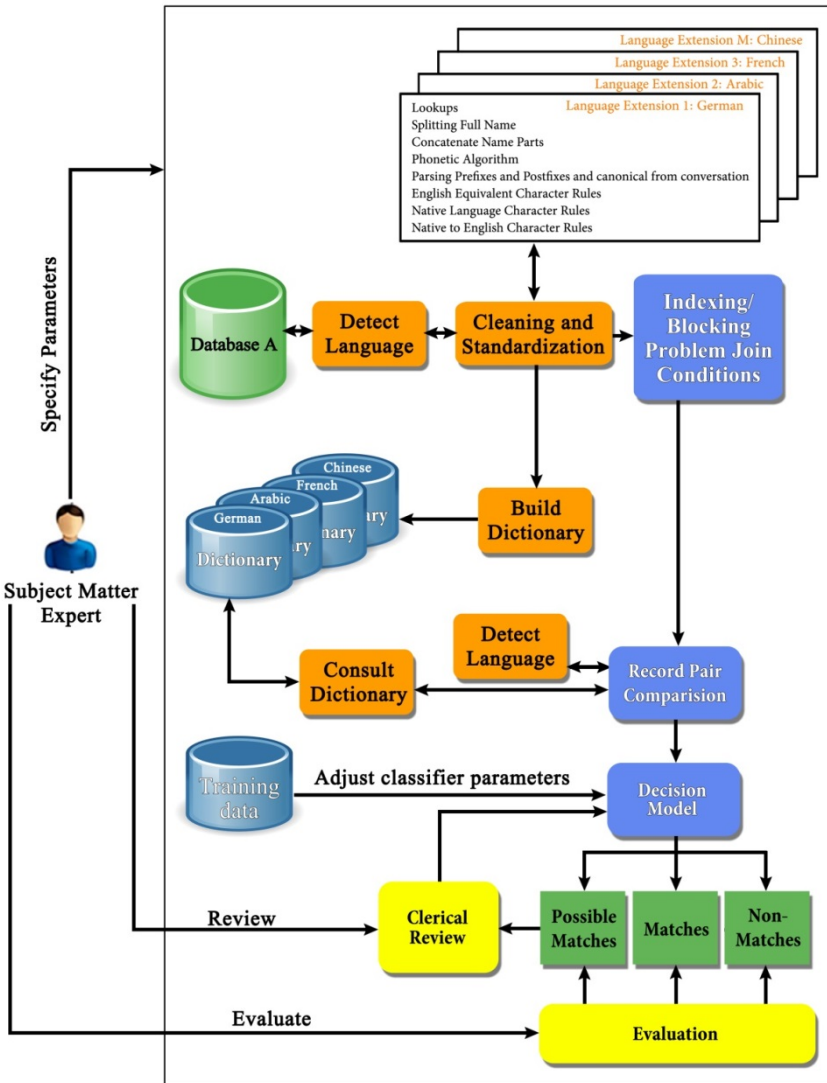 Language Extension M: Chinese
Language Extension 3: French
Language Extension 2: Arabic
Language Extension 1: German
Lookups
Splitting Full Name
Concatenate Name Parts
Phonetic Algorithm
Parsing Prefixes and Postfixes and canonical from conversation
English Equivalent Character Rules
Native Language Character Rules
Native to English Character Rules
Specify Parameters
Database A
Detect
Language
Cleaning and
Standardization
Indexing/
Blocking
Problem Join
Conditions
Chinese
French
Arabic
German
Dictionary
nary
nary
ary
Build
Dictionary
Subject Matter
Expert
Consult
Dictionary
Detect
Language
Record Pair
Comparision
Training
data
Adjust classifier parameters
Decision
Model
Review
Clerical
Review
Possible
Matches
Matches
Non-
Matches
Evaluate
Evaluation